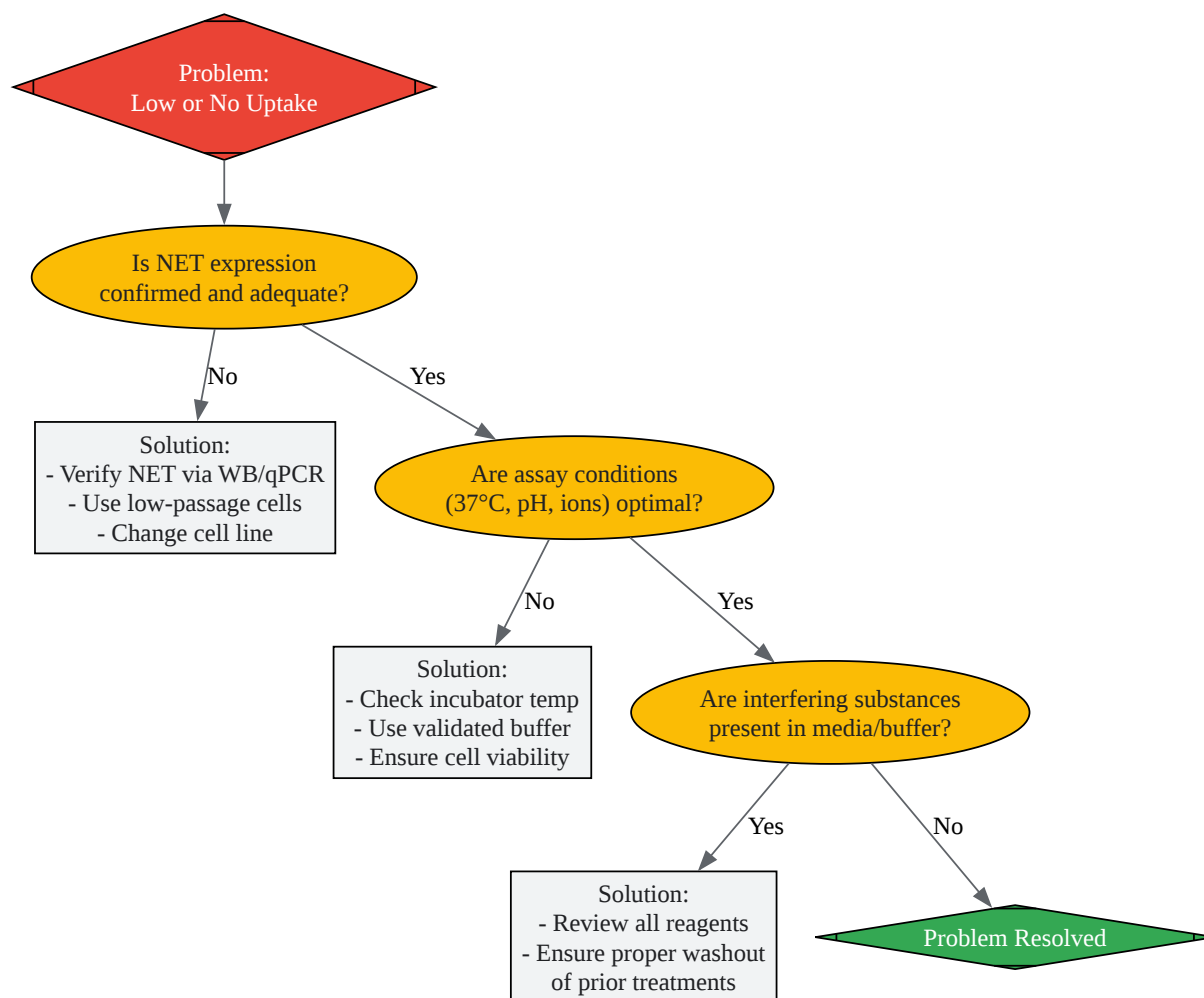 Problem:
Low or No Uptake
Is NET expression
confirmed and adequate?
No
Yes
Solution:
- Verify NET via WB/qPCR
- Use low-passage cells
- Change cell line
Are assay conditions
(37°C, pH, ions) optimal?
No
Yes
Solution:
- Check incubator temp
- Use validated buffer
- Ensure cell viability
Are interfering substances
present in media/buffer?
Yes
No
Solution:
- Review all reagents
- Ensure proper washout
of prior treatments
Problem Resolved